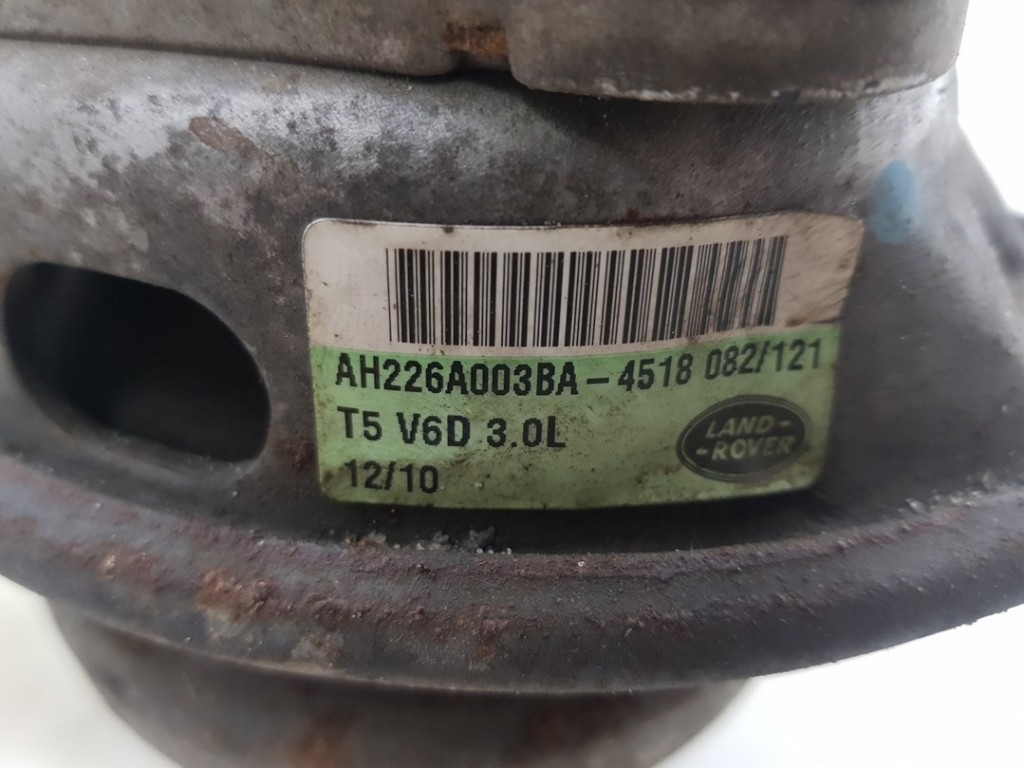 AH226A003BA-4518 082/121
T5 V6D 3.0L
12/10
LAND-
-ROVER